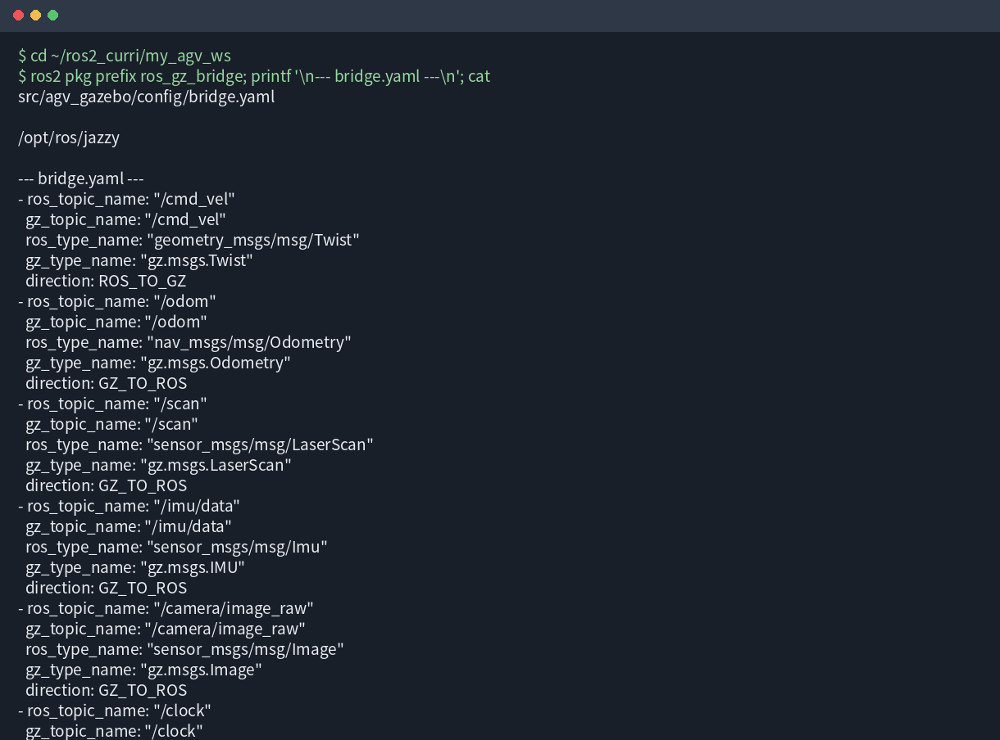 $ cd ~/ros2_curri/my_agv_ws
$ ros2 pkg prefix ros_gz_bridge; printf '\n--- bridge.yaml ---\n'; cat
src/agv_gazebo/config/bridge.yaml

/opt/ros/jazzy

--- bridge.yaml ---
- ros_topic_name: "/cmd_vel"
  gz_topic_name: "/cmd_vel"
  ros_type_name: "geometry_msgs/msg/Twist"
  gz_type_name: "gz.msgs.Twist"
  direction: ROS_TO_GZ
- ros_topic_name: "/odom"
  gz_topic_name: "/odom"
  ros_type_name: "nav_msgs/msg/Odometry"
  gz_type_name: "gz.msgs.Odometry"
  direction: GZ_TO_ROS
- ros_topic_name: "/scan"
  gz_topic_name: "/scan"
  ros_type_name: "sensor_msgs/msg/LaserScan"
  gz_type_name: "gz.msgs.LaserScan"
  direction: GZ_TO_ROS
- ros_topic_name: "/imu/data"
  gz_topic_name: "/imu/data"
  ros_type_name: "sensor_msgs/msg/Imu"
  gz_type_name: "gz.msgs.IMU"
  direction: GZ_TO_ROS
- ros_topic_name: "/camera/image_raw"
  gz_topic_name: "/camera/image_raw"
  ros_type_name: "sensor_msgs/msg/Image"
  gz_type_name: "gz.msgs.Image"
  direction: GZ_TO_ROS
- ros_topic_name: "/clock"
  gz_topic_name: "/clock"